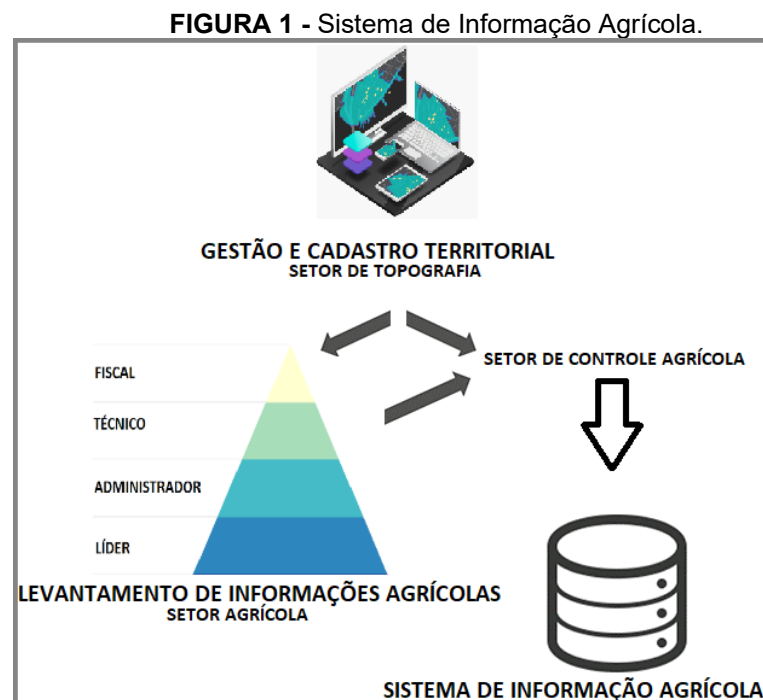 FIGURA 1 - Sistema de Informação Agrícola.
GESTÃO E CADASTRO TERRITORIAL
SETOR DE TOPOGRAFIA
SETOR DE CONTROLE AGRÍCOLA
FISCAL
TÉCNICO
ADMINISTRADOR
LÍDER
LEVANTAMENTO DE INFORMAÇÕES AGRÍCOLAS
SETOR AGRÍCOLA
SISTEMA DE INFORMAÇÃO AGRÍCOLA